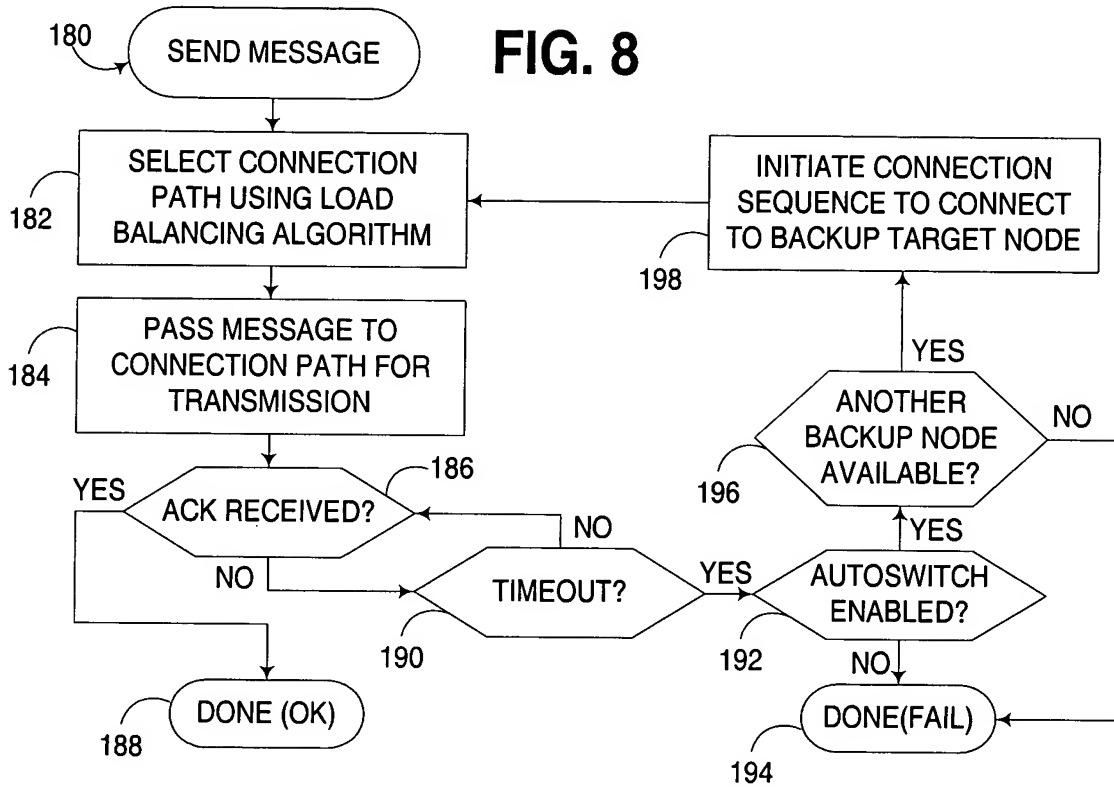 FIG. 8
180
SEND MESSAGE
182
SELECT CONNECTION
PATH USING LOAD
BALANCING ALGORITHM
184
PASS MESSAGE TO
CONNECTION PATH FOR
TRANSMISSION
186
YES
ACK RECEIVED?
NO
188
DONE (OK)
190
NO
TIMEOUT?
YES
192
AUTOSWITCH
ENABLED?
YES
NO
194
DONE(FAIL)
196
ANOTHER
BACKUP NODE
AVAILABLE?
YES
NO
198
INITIATE CONNECTION
SEQUENCE TO CONNECT
TO BACKUP TARGET NODE